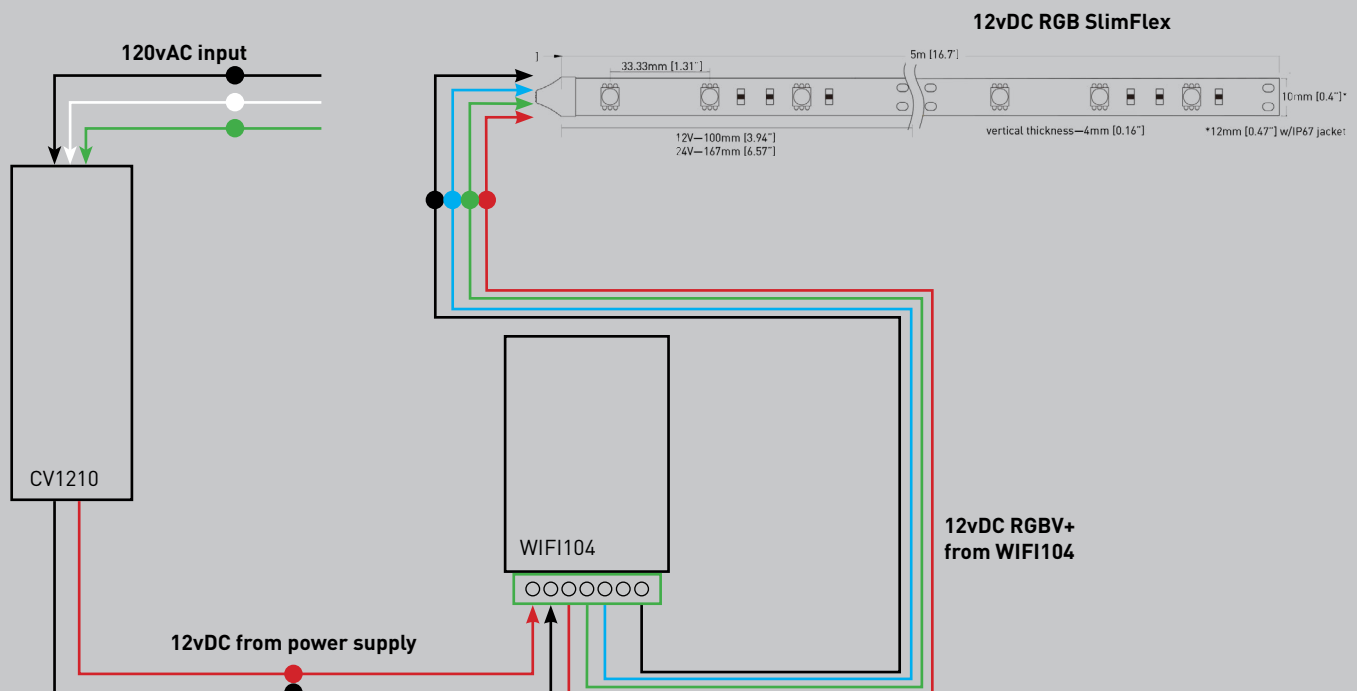 12vDC RGB SlimFlex
120vAC input
5m [16.7']
33.33mm [1.31"]
10mm [0.4"]*
12V—100mm [3.94"]
24V—167mm [6.57"]
vertical thickness—4mm [0.16"]
*12mm [0.47"] w/IP67 jacket
CV1210
WIFI104
12vDC RGBV+
from WIFI104
12vDC from power supply